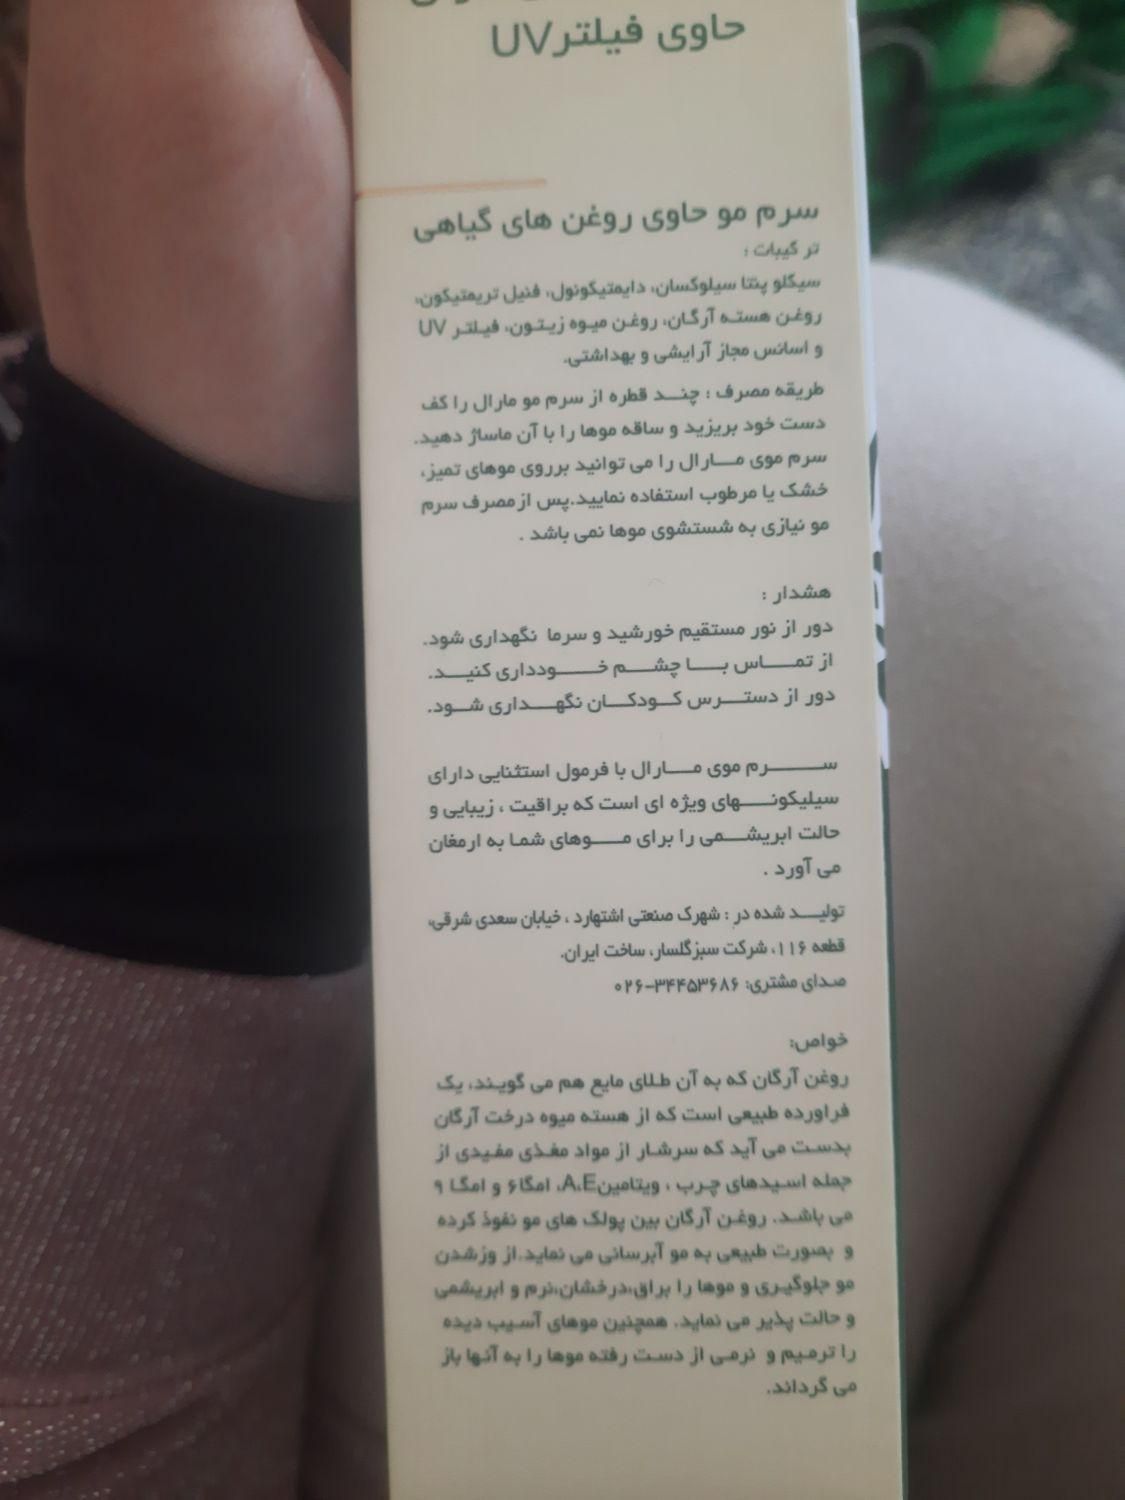 حاوی فیلتر UV
سرم مو حاوی روغن های گیاهی
ترکیبات :
سیکلو پنتا سیلوکسان، دایمتیکونول، فنیل تریمتیکون،
روغن هسته آرگان، روغن میوه زیتون، فیلتر UV
و اسانس مجاز آرایشی و بهداشتی.
طریقه مصرف : چند قطره از سرم مو مارال را کف
دست خود بریزید و ساقه موها را با آن ماساژ دهید.
سرم موی مارال را می توانید برروی موهای تمیز،
خشک یا مرطوب استفاده نمایید.پس از مصرف سرم
مو نیازی به شستشوی موها نمی باشد .
هشدار :
دور از نور مستقیم خورشید و سرما نگهداری شود.
از تماس با چشم خودداری کنید.
دور از دسترس کودکان نگهداری شود.
سرم موی مارال با فرمول استثنایی دارای
سیلیکونهای ویژه ای است که براقیت ، زیبایی و
حالت ابریشمی را برای موهای شما به ارمغان
می آورد .
تولید شده در : شهرک صنعتی اشتهارد ، خیابان سعدی شرقی،
قطعه ۱۱۶، شرکت سبزگلسار، ساخت ایران.
صدای مشتری: ۳۴۴۵۳۶۸۶-۰۲۶
خواص:
روغن آرگان که به آن طلای مایع هم می گویند، یک
فراورده طبیعی است که از هسته میوه درخت آرگان
بدست می آید که سرشار از مواد مغذی مفیدی از
جمله اسیدهای چرب ، ویتامین A،E، امگا ۶ و امگا ۹
می باشد. روغن آرگان بین پولک های مو نفوذ کرده
و بصورت طبیعی به مو آبرسانی می نماید.از وزشدن
مو جلوگیری و موها را براق،درخشان،نرم و ابریشمی
و حالت پذیر می نماید. همچنین موهای آسیب دیده
را ترمیم و نرمی از دست رفته موها را به آنها باز
می گرداند.